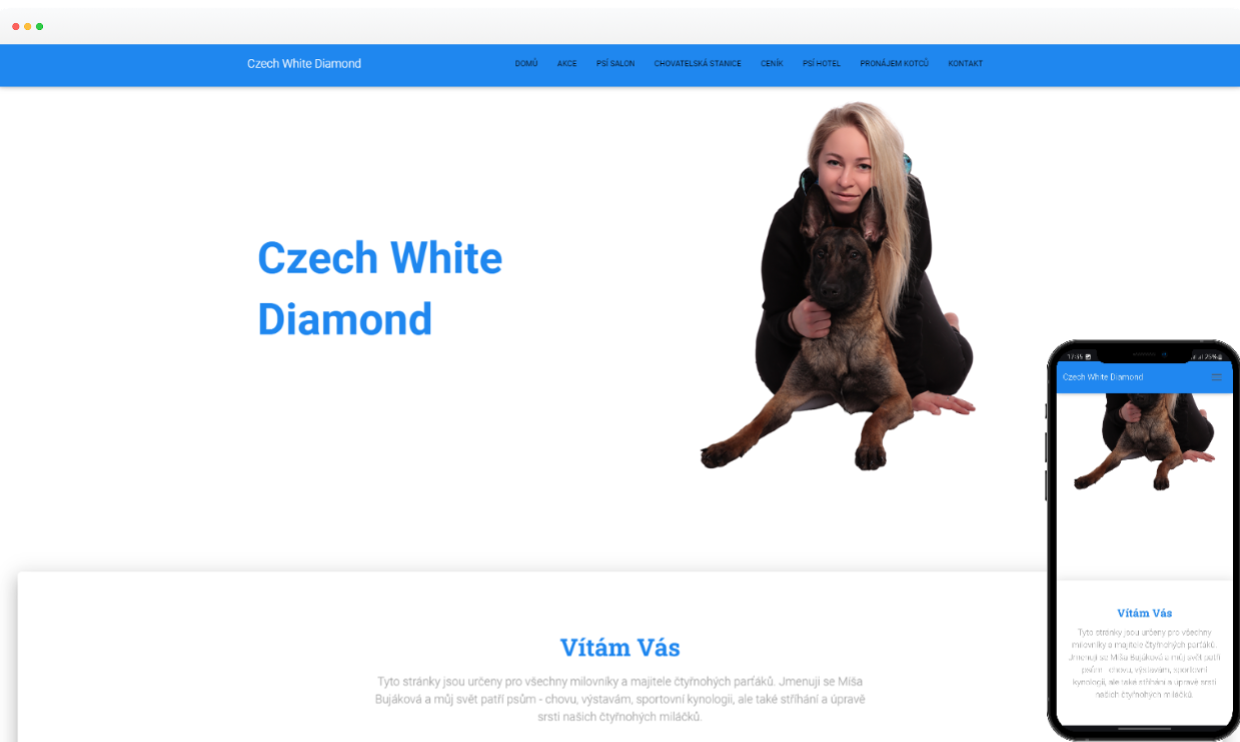 Czech White Diamond
DOMŮ AKCE PSÍ SALON CHOVATELSKÁ STANICE CENÍK PSÍ HOTEL PRONÁJEM KOTCŮ KONTAKT
Czech White
Diamond
Vítám Vás
Tyto stránky jsou určeny pro všechny milovníky a majitele čtyřnohých parťáků. Jmenuji se Míša
Bujáková a můj svět patří psům - chovu, výstavám, sportovní kynologii, ale také stříhání a úpravě
srsti našich čtyřnohých miláčků.
17:05 25%
Czech White Diamond
Vítám Vás
Tyto stránky jsou určeny pro všechny
milovníky a majitele čtyřnohých parťáků.
Jmenuji se Míša Bujáková a můj svět patří
psům - chovu, výstavám, sportovní
kynologii, ale také stříhání a úpravě srsti
našich čtyřnohých miláčků.